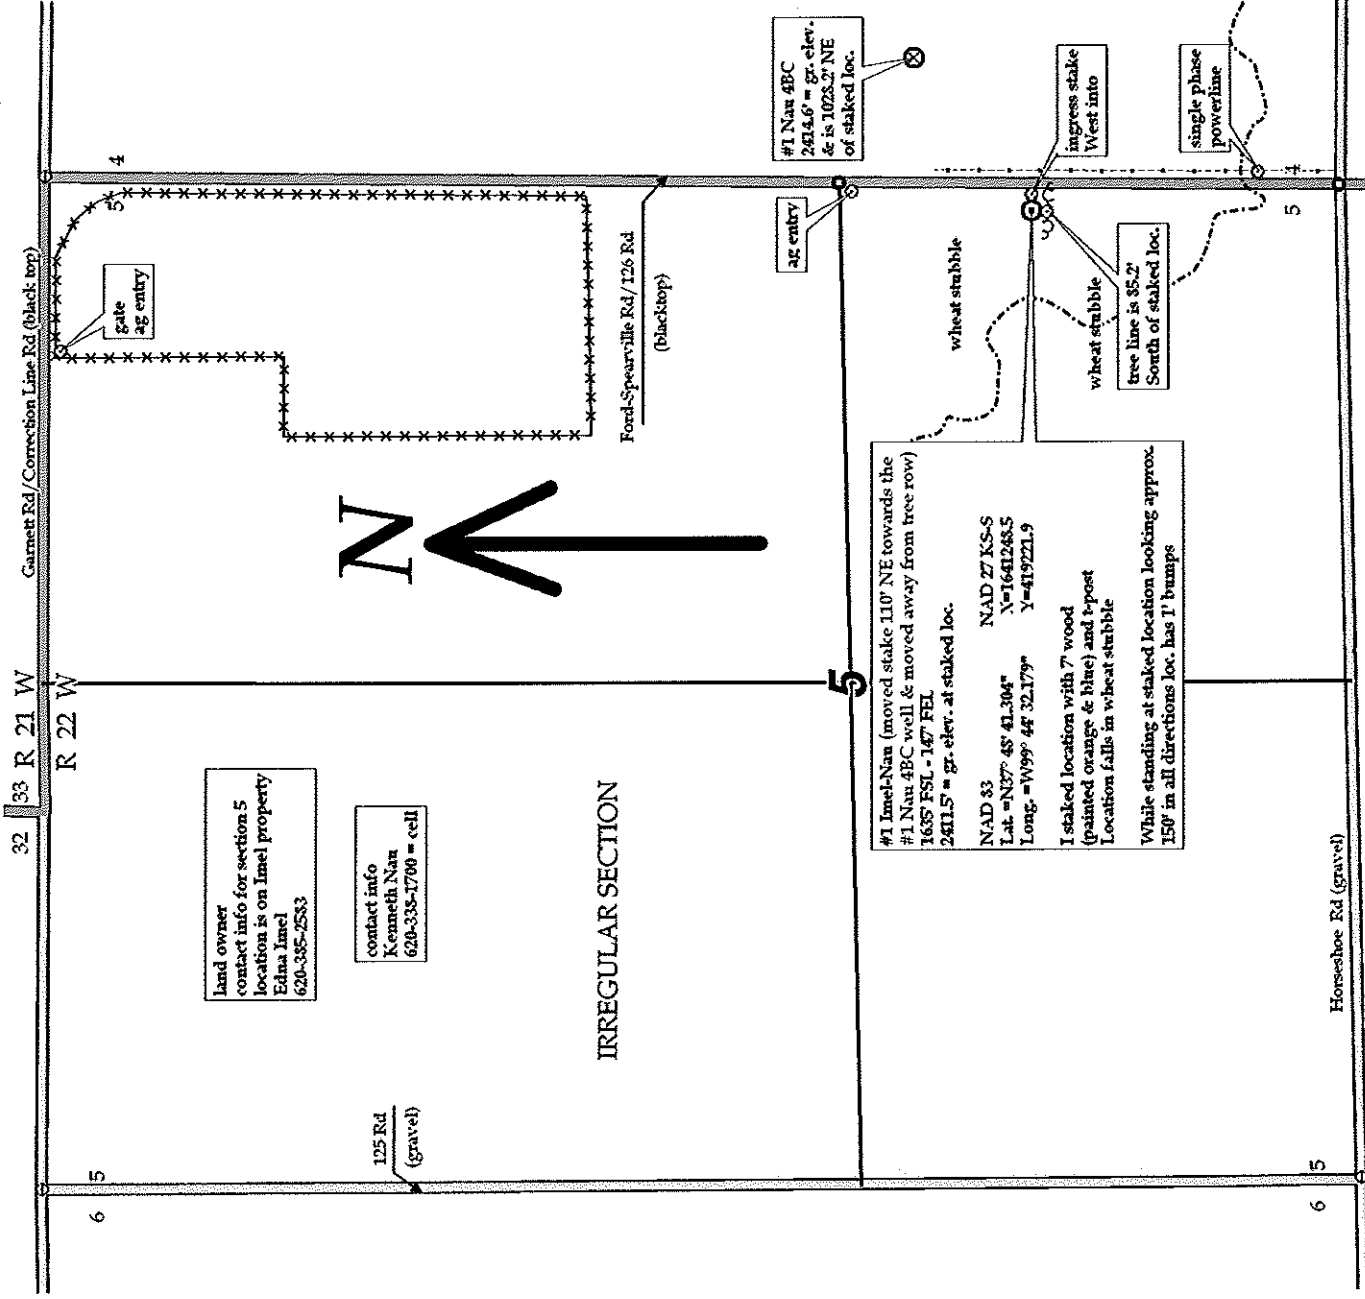 32
33
R 21 W
R 22 W
Garnett Rd/Correction Line Rd (black top)
6
5
5
4
gate
ag entry
land owner
contact info for section 5
location is on Imel property
Edna Imel
620-385-2583
contact info
Kenneth Nau
620-338-1700 = cell
125 Rd
(gravel)
N
IRREGULAR SECTION
Ford-Spearville Rd/126 Rd
(blacktop)
#1 Nau 4BC
2414.6' = gr. elev.
& is 1028.2' NE
of staked loc.
ag entry
5
wheat stubble
ingress stake
West into
#1 Imel-Nau (moved stake 110' NE towards the
#1 Nau 4BC well & moved away from tree row)
1635' FSL - 147' FEL
2411.5' = gr. elev. at staked loc.
NAD 83
NAD 27 KS-S
Lat. =N37° 48' 41.304"
X=1641248.5
Long. =W99° 44' 32.179"
Y=419221.9
I staked location with 7' wood
(painted orange & blue) and t-post
Location falls in wheat stubble
While standing at staked location looking approx.
150' in all directions loc. has 1' bumps
wheat stubble
tree line is 85.2'
South of staked loc.
single phase
powerline
6
5
5
4
Horseshoe Rd (gravel)